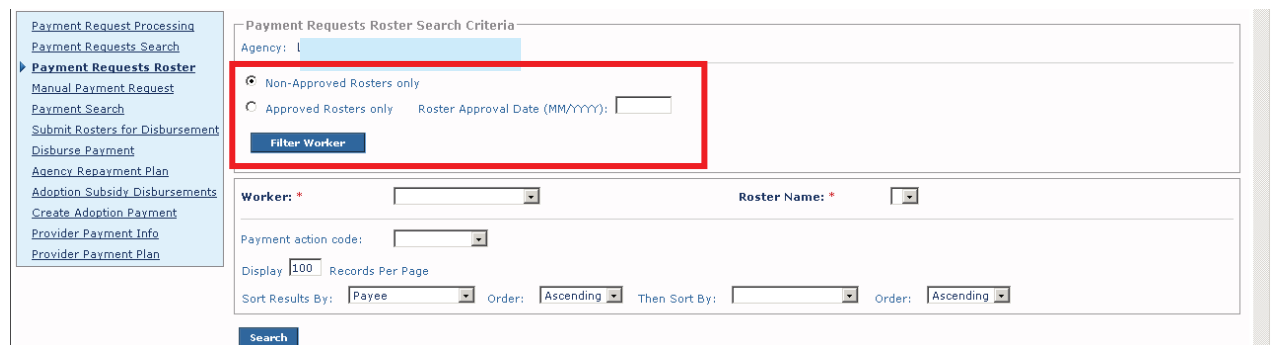 Payment Request Processing
Payment Requests Search
Payment Requests Roster
Manual Payment Request
Payment Search
Submit Rosters for Disbursement
Disburse Payment
Agency Repayment Plan
Adoption Subsidy Disbursements
Create Adoption Payment
Provider Payment Info
Provider Payment Plan
Payment Requests Roster Search Criteria
Agency:
Non-Approved Rosters only
Approved Rosters only Roster Approval Date (MM/YYYY):
Filter Worker
Worker: * Roster Name: *
Payment action code:
Display 100 Records Per Page
Sort Results By: Payee Order: Ascending Then Sort By: Order: Ascending
Search